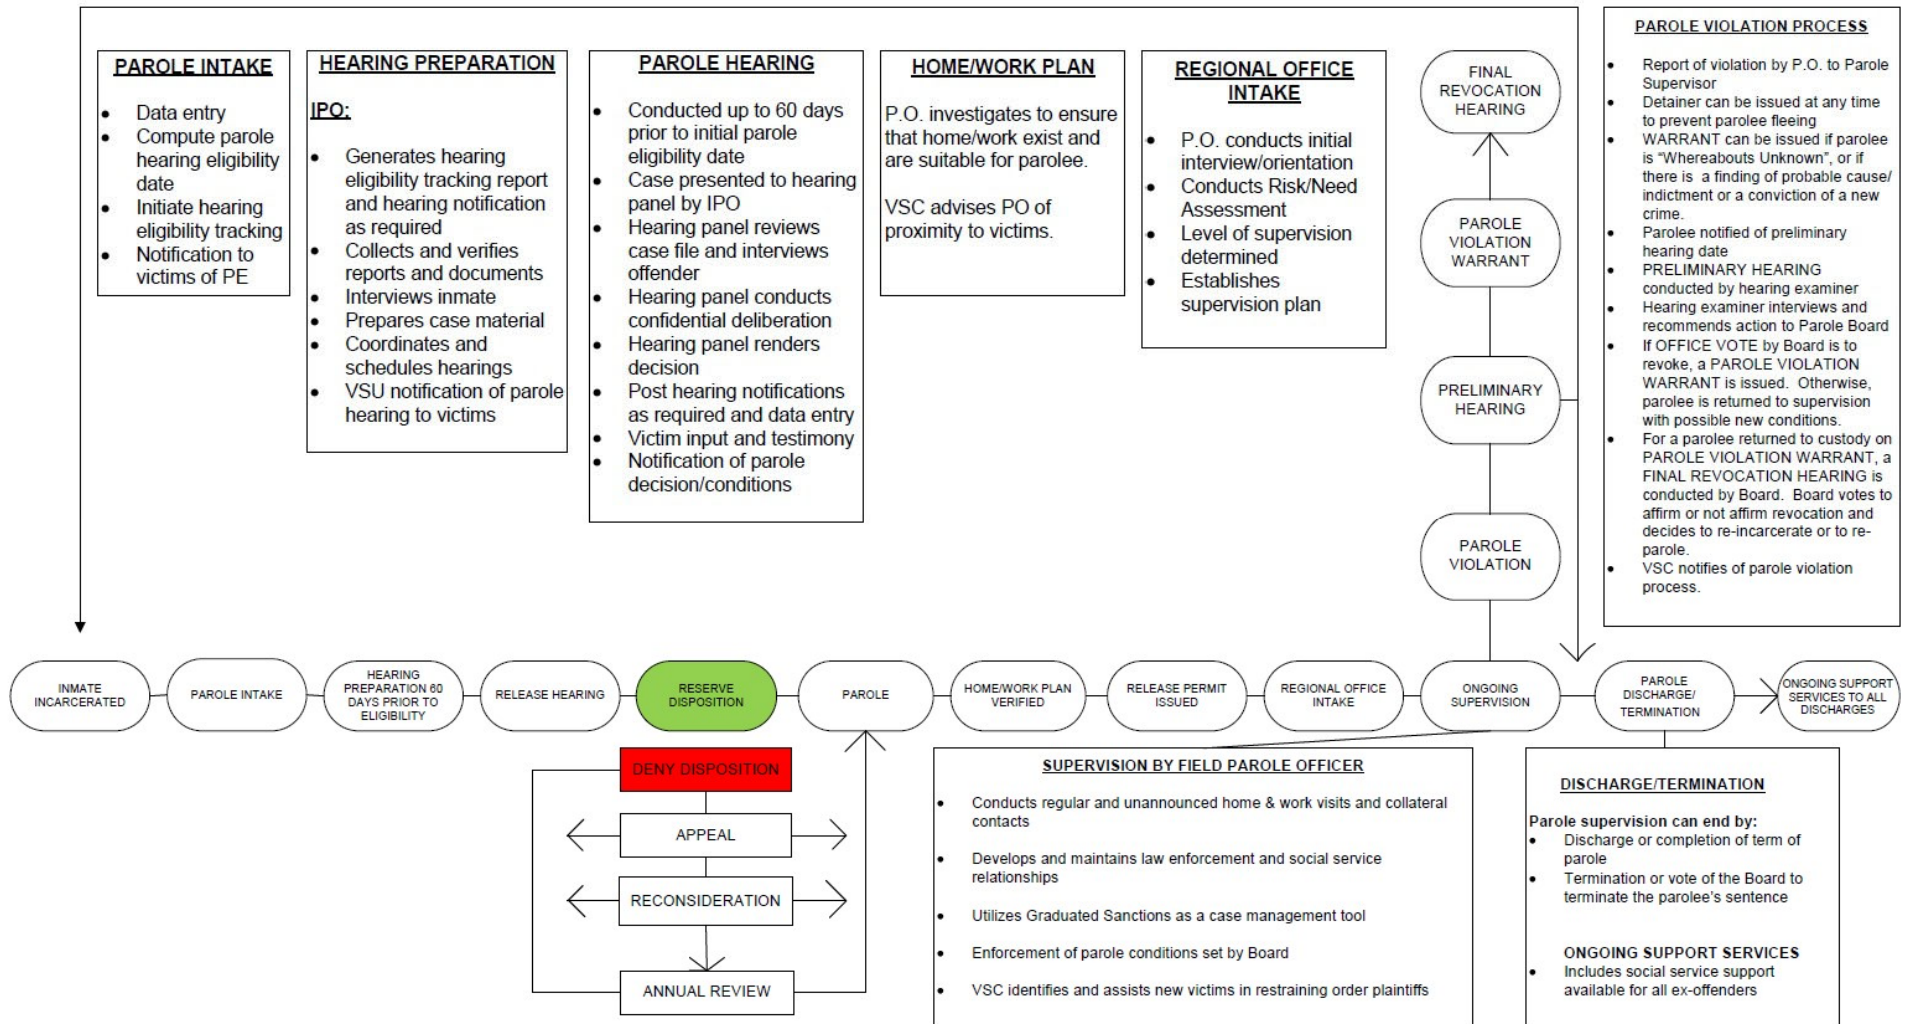 PAROLE INTAKE
• Data entry
• Compute parole
hearing eligibility
date
• Initiate hearing
eligibility tracking
• Notification to
victims of PE
HEARING PREPARATION
IPO:
• Generates hearing
eligibility tracking report
and hearing notification
as required
• Collects and verifies
reports and documents
• Interviews inmate
• Prepares case material
• Coordinates and
schedules hearings
• VSU notification of parole
hearing to victims
PAROLE HEARING
• Conducted up to 60 days
prior to initial parole
eligibility date
• Case presented to hearing
panel by IPO
• Hearing panel reviews
case file and interviews
offender
• Hearing panel conducts
confidential deliberation
• Hearing panel renders
decision
• Post hearing notifications
as required and data entry
• Victim input and testimony
• Notification of parole
decision/conditions
HOME/WORK PLAN
P.O. investigates to ensure
that home/work exist and
are suitable for parolee.
VSC advises PO of
proximity to victims.
REGIONAL OFFICE
INTAKE
• P.O. conducts initial
interview/orientation
• Conducts Risk/Need
Assessment
• Level of supervision
determined
• Establishes
supervision plan
FINAL
REVOCATION
HEARING
PAROLE
VIOLATION
WARRANT
PRELIMINARY
HEARING
PAROLE
VIOLATION
PAROLE VIOLATION PROCESS
• Report of violation by P.O. to Parole
Supervisor
• Detainer can be issued at any time
to prevent parolee fleeing
• WARRANT can be issued if parolee
is “Whereabouts Unknown”, or if
there is a finding of probable cause/
indictment or a conviction of a new
crime.
• Parolee notified of preliminary
hearing date
• PRELIMINARY HEARING
conducted by hearing examiner
• Hearing examiner interviews and
recommends action to Parole Board
• If OFFICE VOTE by Board is to
revoke, a PAROLE VIOLATION
WARRANT is issued. Otherwise,
parolee is returned to supervision
with possible new conditions.
• For a parolee returned to custody on
PAROLE VIOLATION WARRANT, a
FINAL REVOCATION HEARING is
conducted by Board. Board votes to
affirm or not affirm revocation and
decides to re-incarcerate or to re-
parole.
• VSC notifies of parole violation
process.
INMATE
INCARCERATED
PAROLE INTAKE
HEARING
PREPARATION 60
DAYS PRIOR TO
ELIGIBILITY
RELEASE HEARING
RESERVE
DISPOSITION
PAROLE
HOME/WORK PLAN
VERIFIED
RELEASE PERMIT
ISSUED
REGIONAL OFFICE
INTAKE
ONGOING
SUPERVISION
PAROLE
DISCHARGE/
TERMINATION
ONGOING SUPPORT
SERVICES TO ALL
DISCHARGES
DENY DISPOSITION
APPEAL
RECONSIDERATION
ANNUAL REVIEW
SUPERVISION BY FIELD PAROLE OFFICER
• Conducts regular and unannounced home & work visits and collateral
contacts
• Develops and maintains law enforcement and social service
relationships
• Utilizes Graduated Sanctions as a case management tool
• Enforcement of parole conditions set by Board
• VSC identifies and assists new victims in restraining order plaintiffs
DISCHARGE/TERMINATION
Parole supervision can end by:
• Discharge or completion of term of
parole
• Termination or vote of the Board to
terminate the parolee’s sentence
ONGOING SUPPORT SERVICES
• Includes social service support
available for all ex-offenders